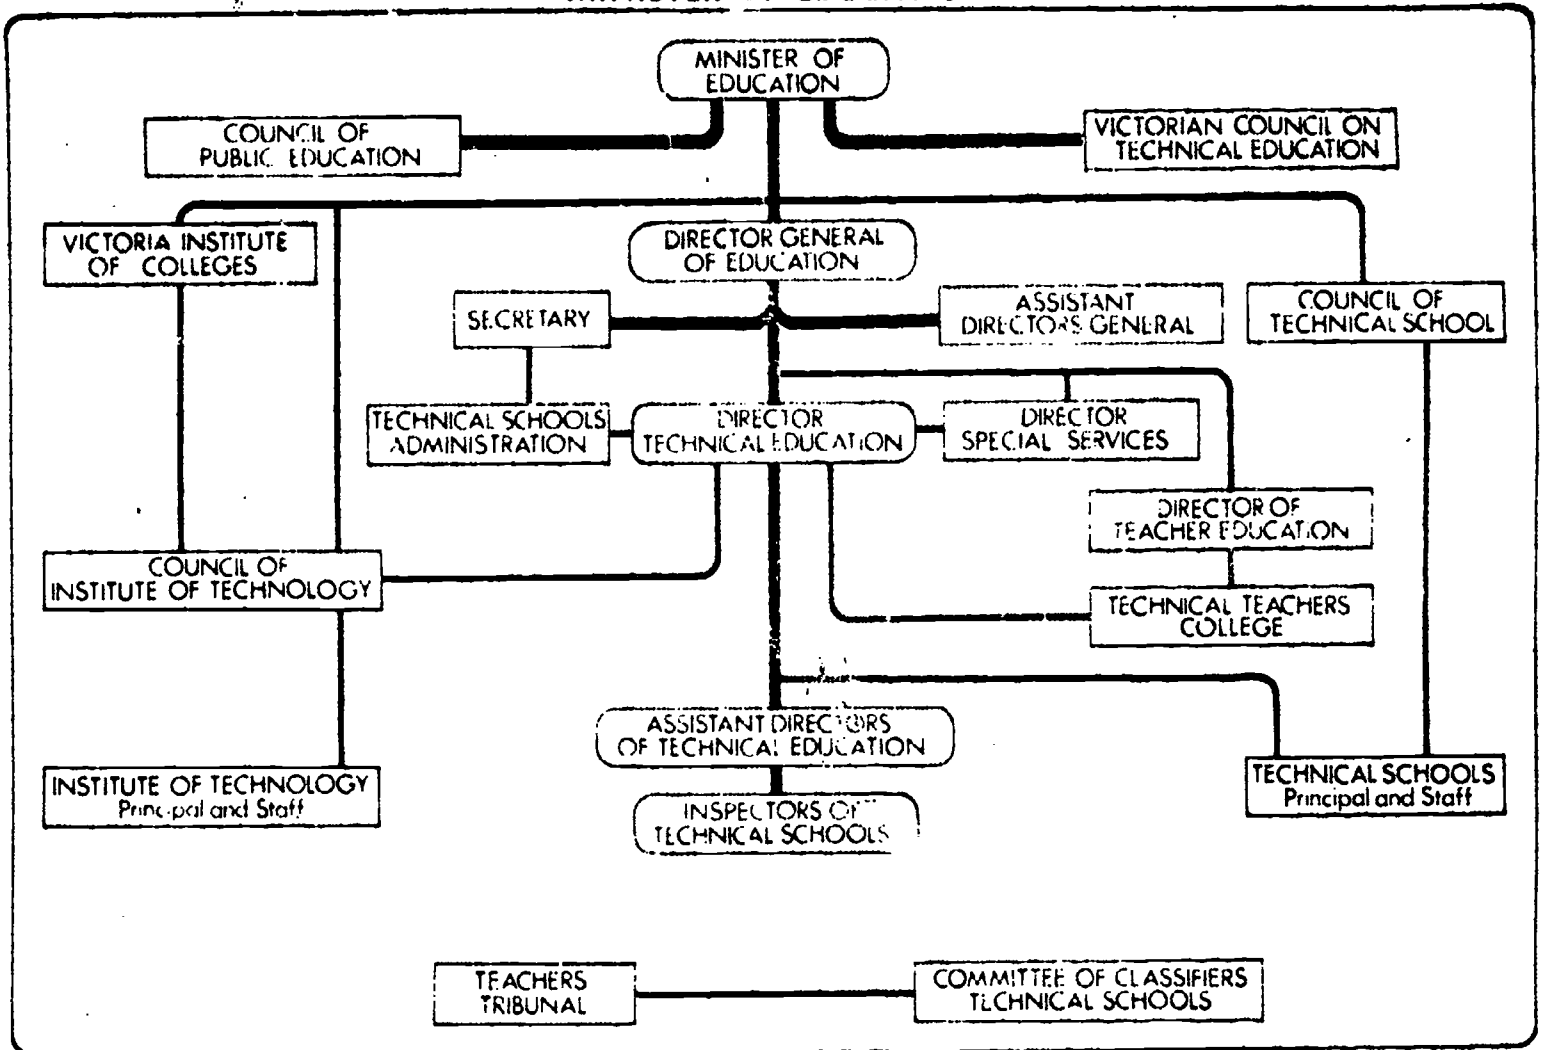 MINISTER OF
EDUCATION
COUNCIL OF
PUBLIC EDUCATION
VICTORIAN COUNCIL ON
TECHNICAL EDUCATION
VICTORIA INSTITUTE
OF COLLEGES
DIRECTOR GENERAL
OF EDUCATION
SECRETARY
ASSISTANT
DIRECTORS GENERAL
COUNCIL OF
TECHNICAL SCHOOL
TECHNICAL SCHOOLS
ADMINISTRATION
DIRECTOR
TECHNICAL EDUCATION
DIRECTOR
SPECIAL SERVICES
DIRECTOR OF
TEACHER EDUCATION
COUNCIL OF
INSTITUTE OF TECHNOLOGY
TECHNICAL TEACHERS
COLLEGE
ASSISTANT DIRECTORS
OF TECHNICAL EDUCATION
INSTITUTE OF TECHNOLOGY
Principal and Staff
TECHNICAL SCHOOLS
Principal and Staff
INSPECTORS OF
TECHNICAL SCHOOLS
TEACHERS
TRIBUNAL
COMMITTEE OF CLASSIFIERS
TECHNICAL SCHOOLS